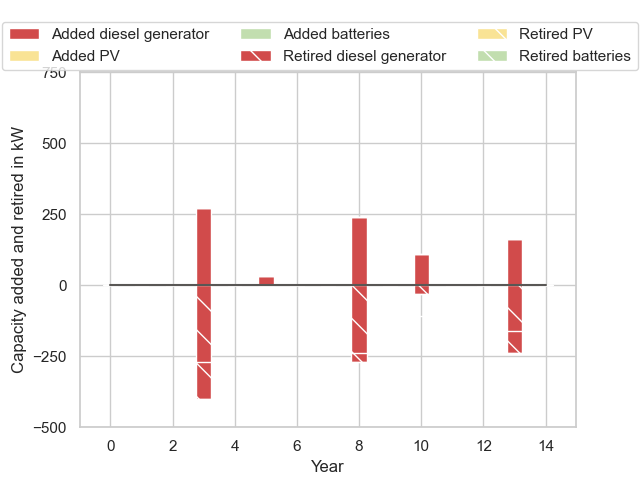 Added diesel generator Added batteries Retired PV
Added PV Retired diesel generator Retired batteries
750
500
250
0
−250
−500
Capacity added and retired in kW
0 2 4 6 8 10 12 14
Year